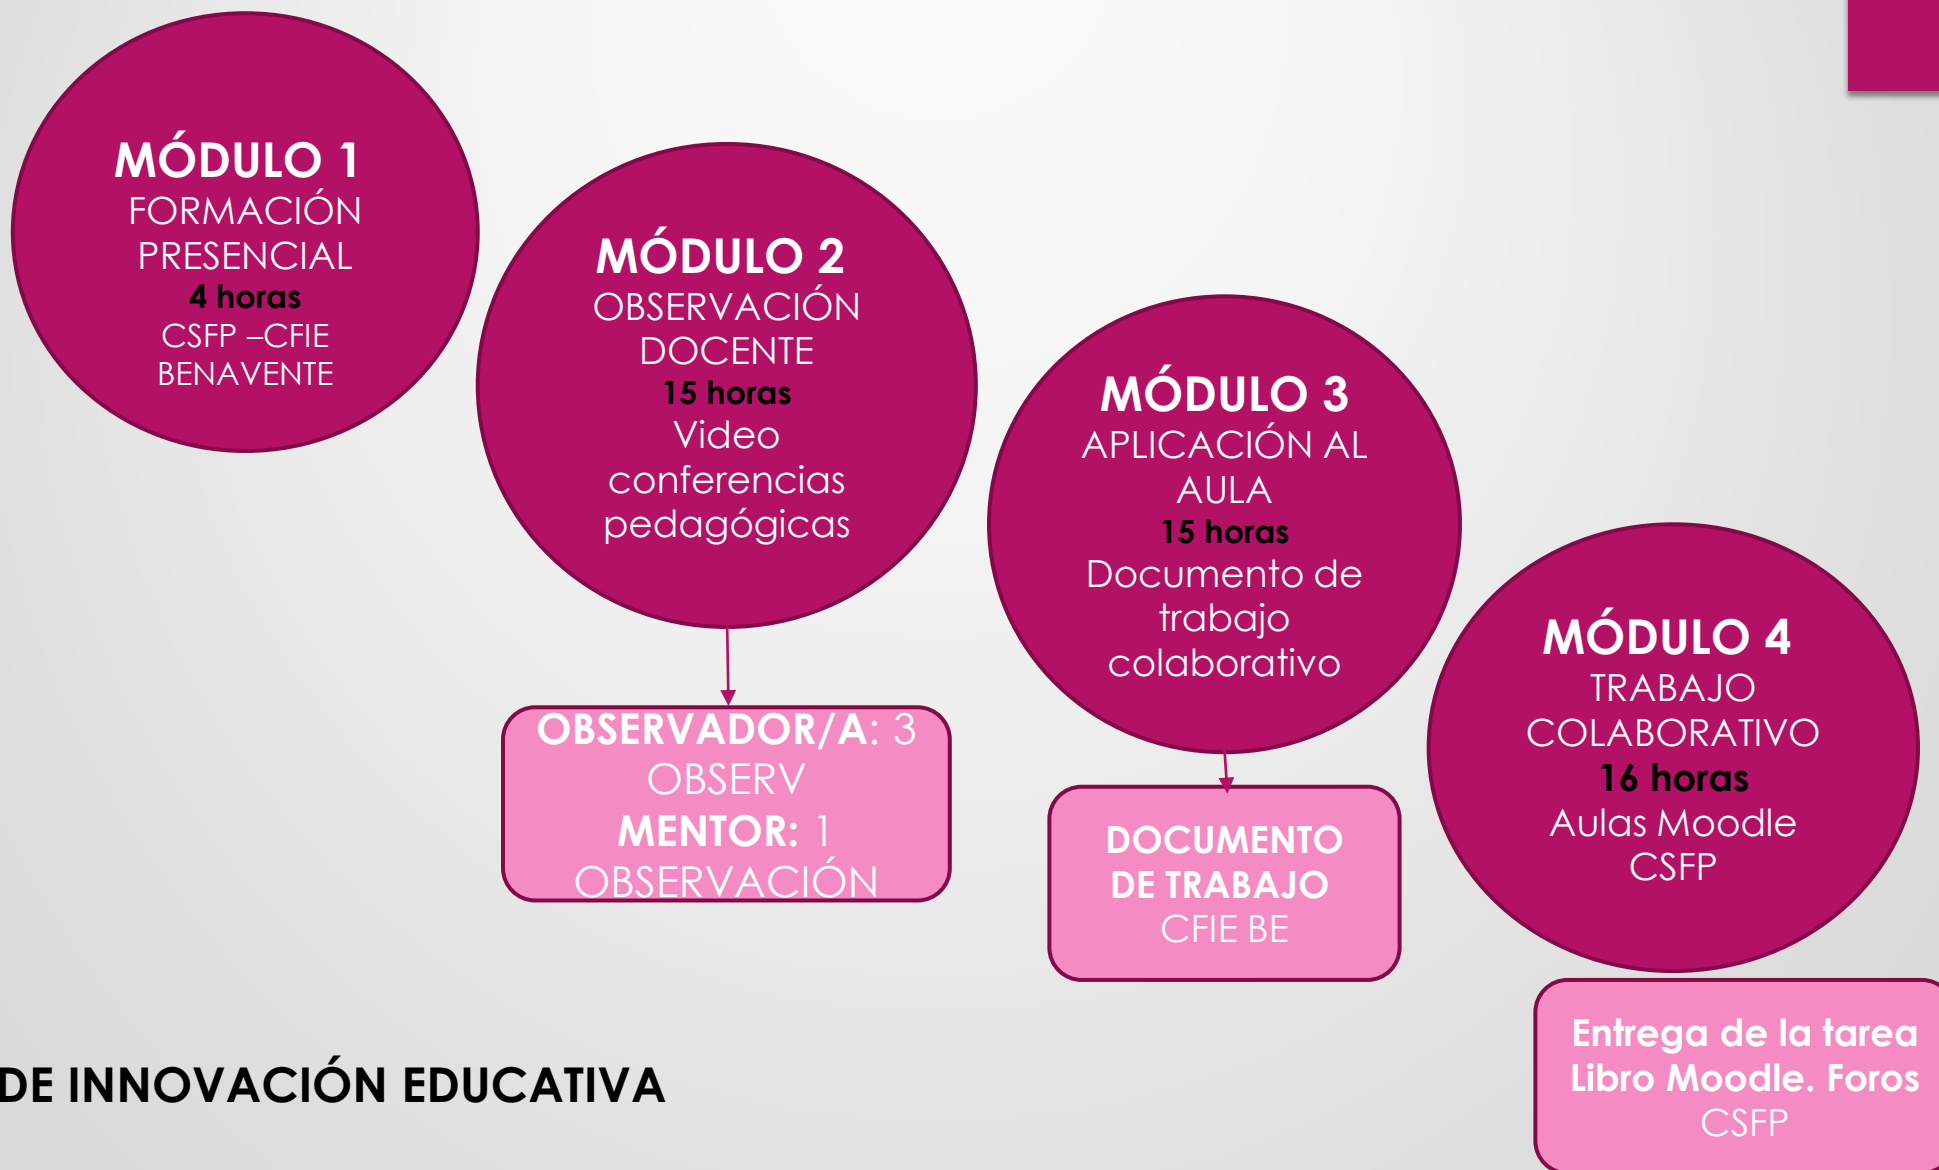 MÓDULO 1
FORMACIÓN
PRESENCIAL
4 horas
CSFP –CFIE
BENAVENTE
MÓDULO 2
OBSERVACIÓN
DOCENTE
15 horas
Video
conferencias
pedagógicas
OBSERVADOR/A: 3
OBSERV
MENTOR: 1
OBSERVACIÓN
MÓDULO 3
APLICACIÓN AL
AULA
15 horas
Documento de
trabajo
colaborativo
DOCUMENTO
DE TRABAJO
CFIE BE
MÓDULO 4
TRABAJO
COLABORATIVO
16 horas
Aulas Moodle
CSFP
Entrega de la tarea
Libro Moodle. Foros
CSFP
DE INNOVACIÓN EDUCATIVA